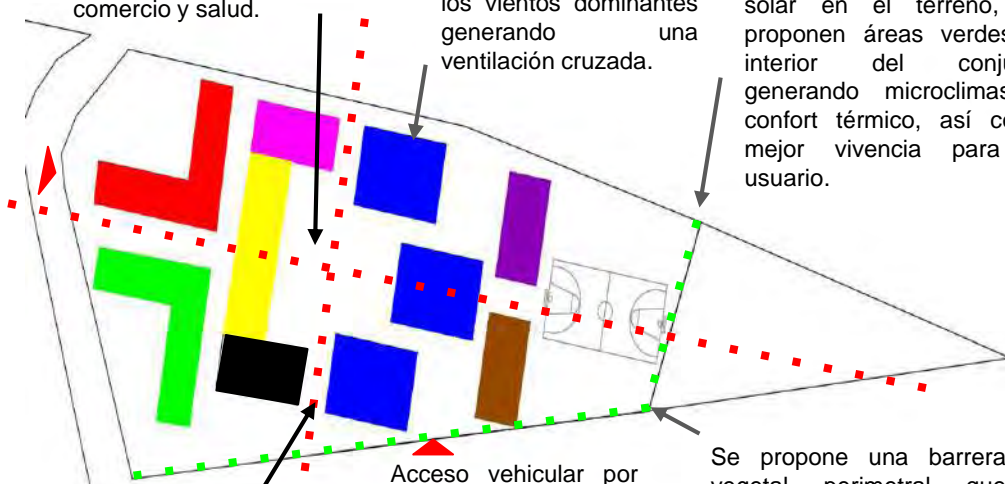 comercio y salud.
los vientos dominantes
generando una
ventilación cruzada.
solar en el terreno,
proponen áreas verdes
interior del
generando
confort térmico, así
mejor vivencia para
usuario.
Acceso vehicular por
Se propone una barrera
vegetal perimetral que